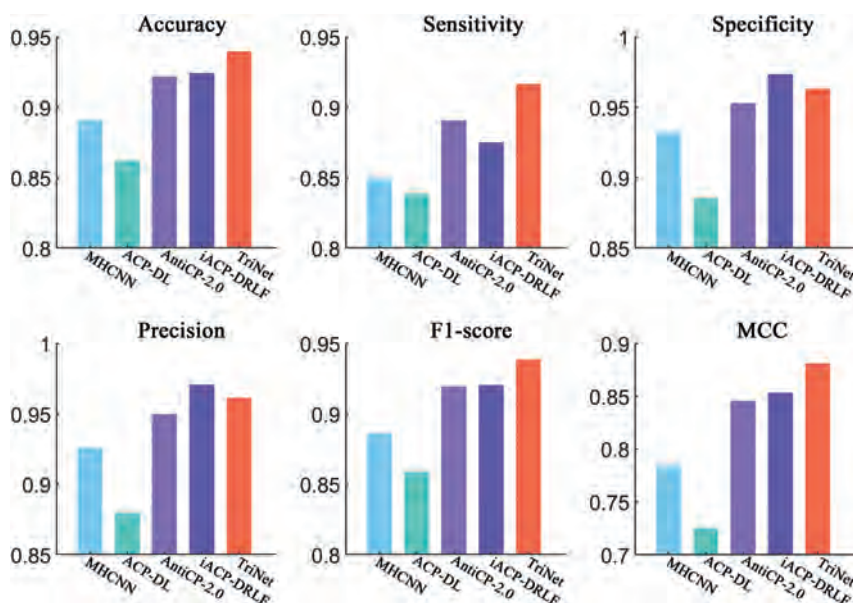 Accuracy
0.95
0.9
0.85
0.8
MHCNN
ACP-DL
AntiCP-2.0
iACP-DRLF
TriNet
Sensitivity
0.95
0.9
0.85
0.8
MHCNN
ACP-DL
AntiCP-2.0
iACP-DRLF
TriNet
Specificity
1
0.95
0.9
0.85
MHCNN
ACP-DL
AntiCP-2.0
iACP-DRLF
TriNet
Precision
1
0.95
0.9
0.85
MHCNN
ACP-DL
AntiCP-2.0
iACP-DRLF
TriNet
F1-score
0.95
0.9
0.85
0.8
MHCNN
ACP-DL
AntiCP-2.0
iACP-DRLF
TriNet
MCC
0.9
0.85
0.8
0.75
0.7
MHCNN
ACP-DL
AntiCP-2.0
iACP-DRLF
TriNet